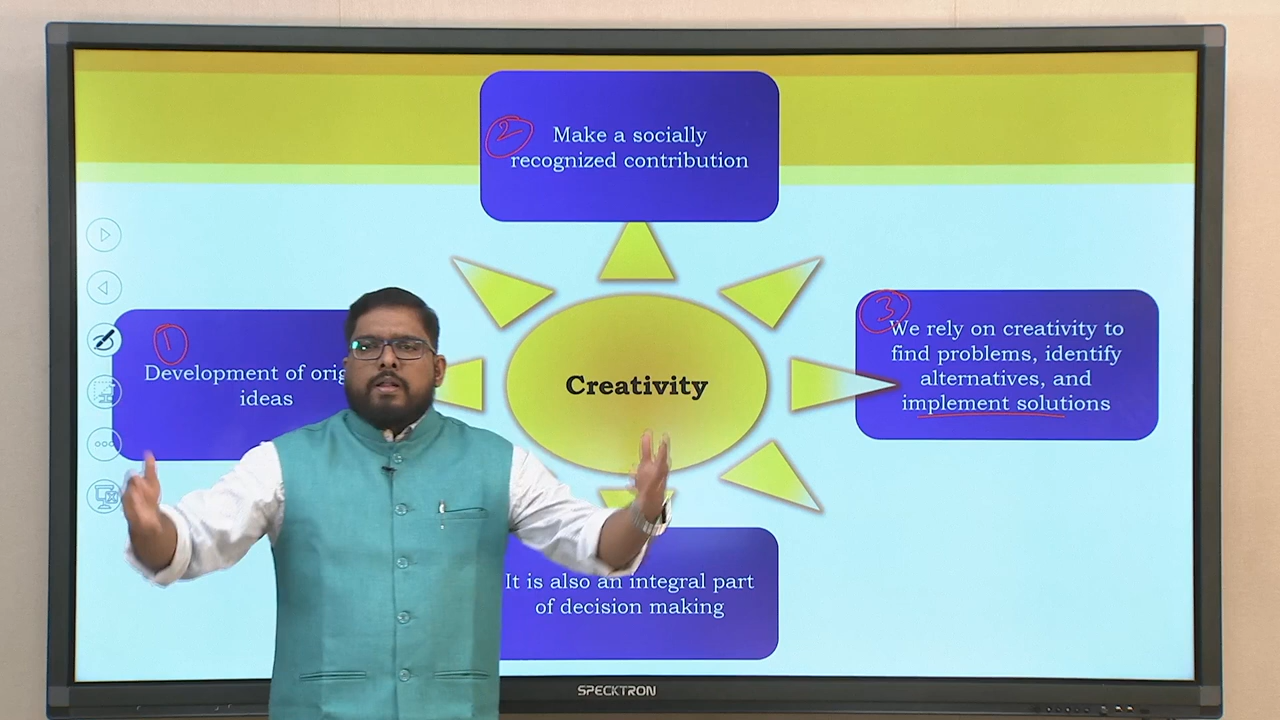 2
Make a socially
recognized contribution
1
Development of orig
ideas
Creativity
3
We rely on creativity to
find problems, identify
alternatives, and
implement solutions
It is also an integral part
of decision making
SPECKTRON